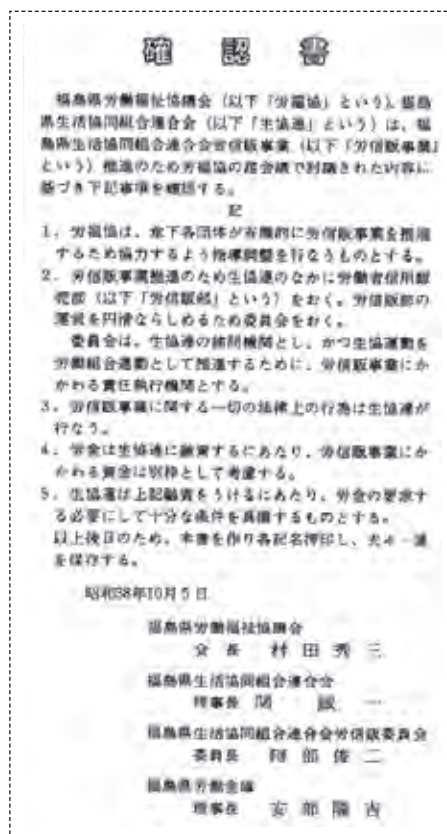 確認書
福島県労働福祉協議会（以下「労福協」という）、福島
県生活協同組合連合会（以下「生協連」という）は、福
島県生活協同組合連合会労信販事業（以下「労信販事業」
という）推進のため労福協の諸会議で討議された内容に
基づき下記事項を確認する。
記
1．労福協は、傘下各団体が有機的に労信販事業を推進
するため協力するよう指導調整を行なうものとする。
2．労信販事業推進のため生協連のなかに労働者信用販
売部（以下「労信販部」という）をおく。労信販部の
運営を円滑ならしめるため委員会をおく。
委員会は、生協連の諮問機関とし、かつ生協運動を
労働組合運動として推進するために、労信販事業にか
かわる責任執行機関とする。
3．労信販事業に関する一切の法律上の行為は生協連が
行なう。
4．労金は生協連に融資するにあたり、労信販事業にか
かわる資金は別枠として考慮する。
5．生協連は上記融資をうけるにあたり、労金の要求す
る必要にして十分な条件を具備するものとする。
以上後日のため、本書を作り各記名押印し、夫々一通
を保存する。
昭和38年10月5日
福島県労働福祉協議会
会長 村田秀三
福島県生活協同組合連合会
理事長 関 誠一
福島県生活協同組合連合会労信販委員会
委員長 阿部俊二
福島県労働金庫
理事長 安部隆吉